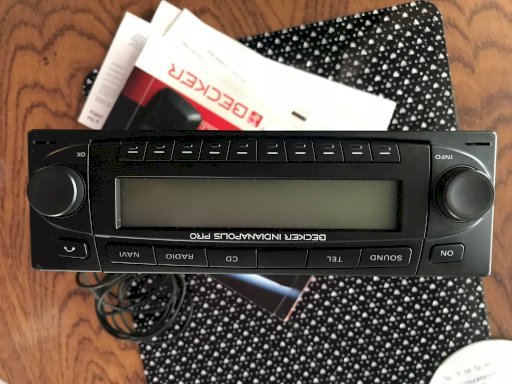 BECKER
ON
SOUND
TEL
CD
RADIO
NAVI
BECKER INDIANAPOLIS PRO
INFO
OK